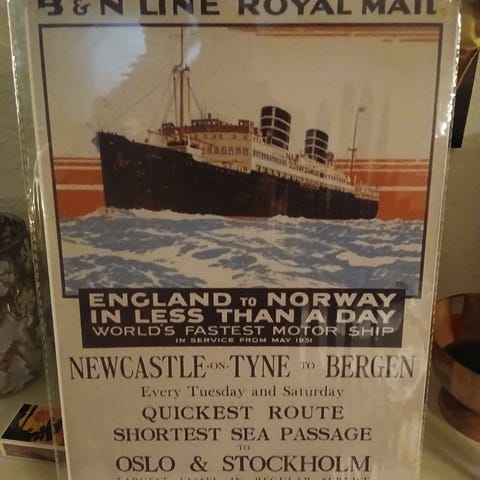 B & N LINE ROYAL MAIL
ENGLAND TO NORWAY
IN LESS THAN A DAY
WORLD'S FASTEST MOTOR SHIP
IN SERVICE FROM MAY 1931
NEWCASTLE-ON-TYNE TO BERGEN
Every Tuesday and Saturday
QUICKEST ROUTE
SHORTEST SEA PASSAGE
TO
OSLO & STOCKHOLM